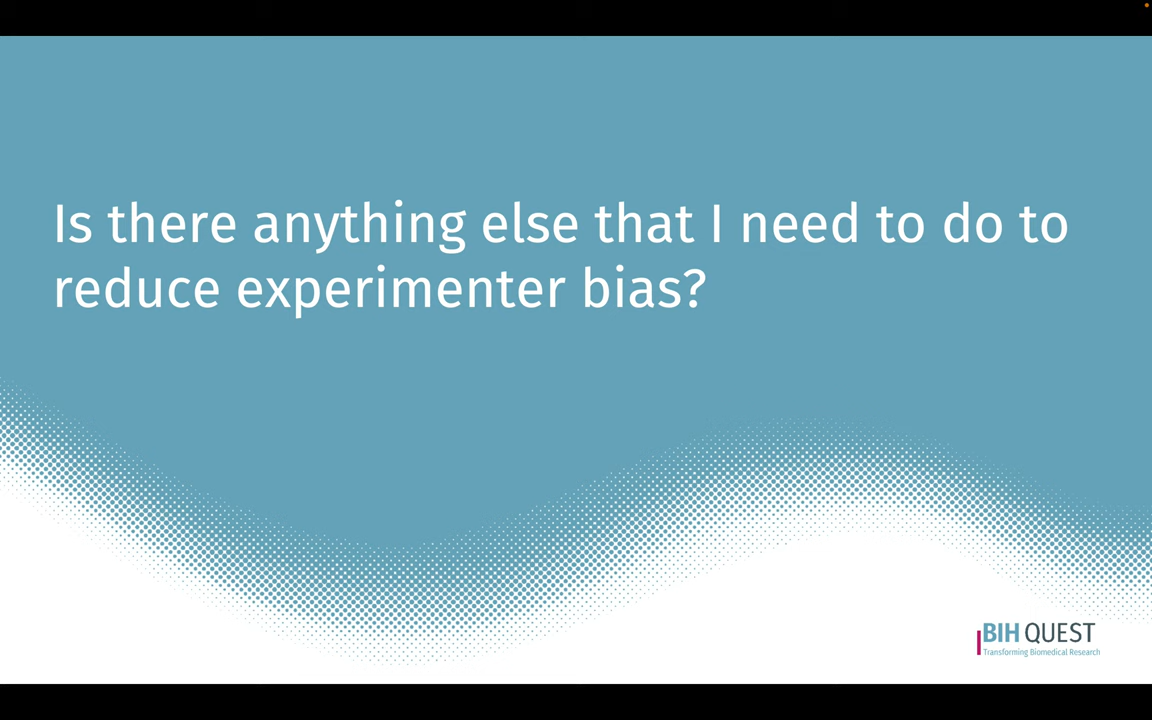 Is there anything else that I need to do to
reduce experimenter bias?
BIH QUEST
Transforming Biomedical Research